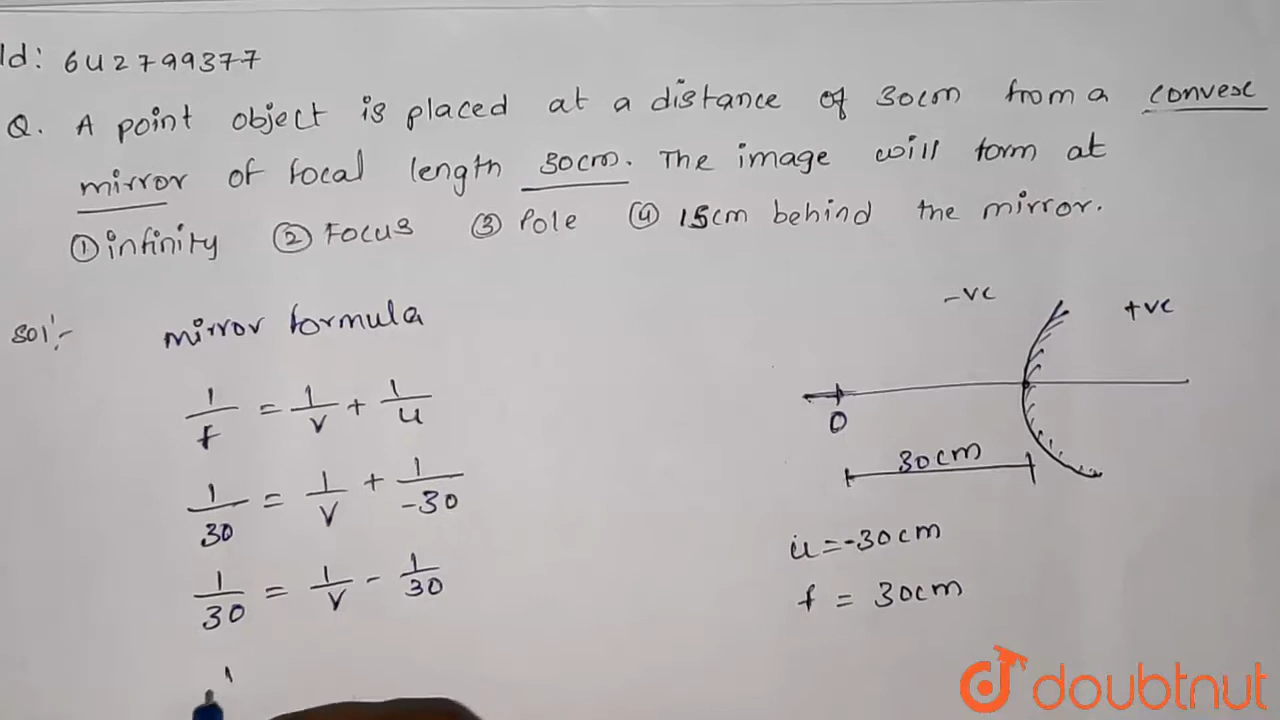 Id: 642799377
Q. A point object is placed at a distance of 30cm from a convex
mirror of focal length 30cm. The image will form at
① infinity ② Focus ③ Pole ④ 15cm behind the mirror.
Sol:- mirror formula
-ve +ve
1/f = 1/v + 1/u
O
30cm
1/30 = 1/v + 1/-30
u = -30cm
1/30 = 1/v - 1/30
f = 30cm
1
doubtnut